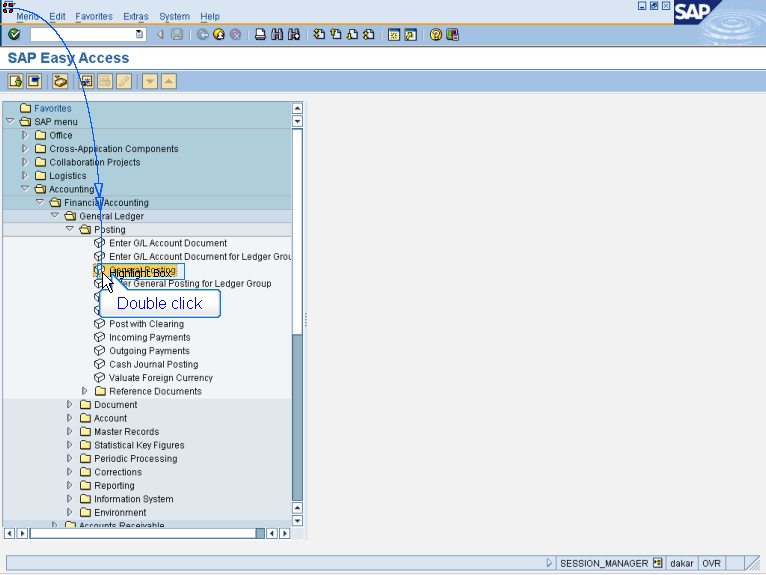 Menu Edit Favorites Extras System Help
SAP
SAP Easy Access
Favorites
SAP menu
Office
Cross-Application Components
Collaboration Projects
Logistics
Accounting
Financial Accounting
General Ledger
Posting
Enter G/L Account Document
Enter G/L Account Document for Ledger Grou
General Posting
Highlight Box
General Posting for Ledger Group
Double click
Post with Clearing
Incoming Payments
Outgoing Payments
Cash Journal Posting
Valuate Foreign Currency
Reference Documents
Document
Account
Master Records
Statistical Key Figures
Periodic Processing
Corrections
Reporting
Information System
Environment
Accounts Receivable
SESSION_MANAGER dakar OVR